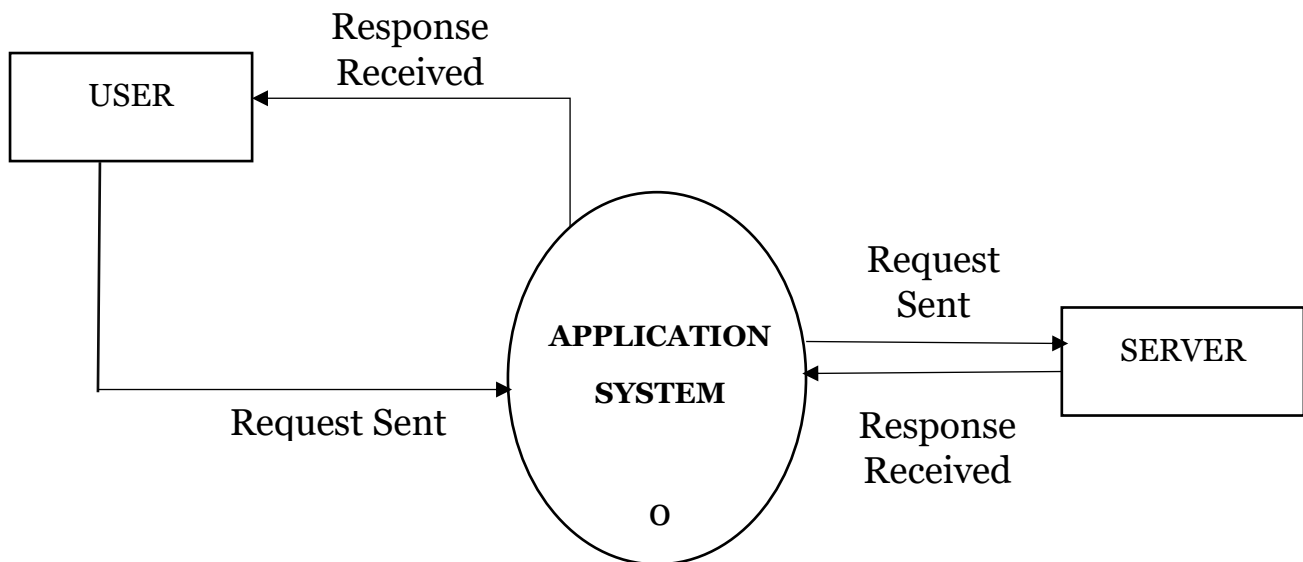 Response
Received
USER
Request
Sent
APPLICATION
SYSTEM
SERVER
Request Sent
Response
Received
0